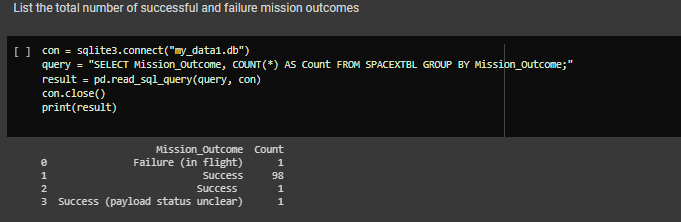 List the total number of successful and failure mission outcomes
[ ] con = sqlite3.connect("my_data1.db")
query = "SELECT Mission_Outcome, COUNT(*) AS Count FROM SPACEXTBL GROUP BY Mission_Outcome;"
result = pd.read_sql_query(query, con)
con.close()
print(result)
Mission_Outcome Count
0 Failure (in flight) 1
1 Success 98
2 Success 1
3 Success (payload status unclear) 1